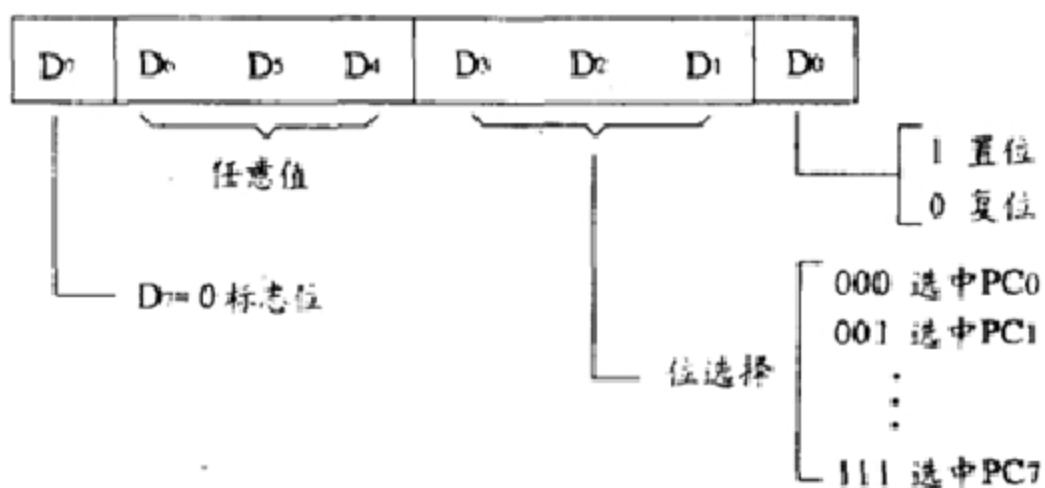 D7 D6 D5 D4 D3 D2 D1 D0
任意值
1 置位
0 复位
D7=0 标志位
000 选中PC0
001 选中PC1
位选择
111 选中PC7